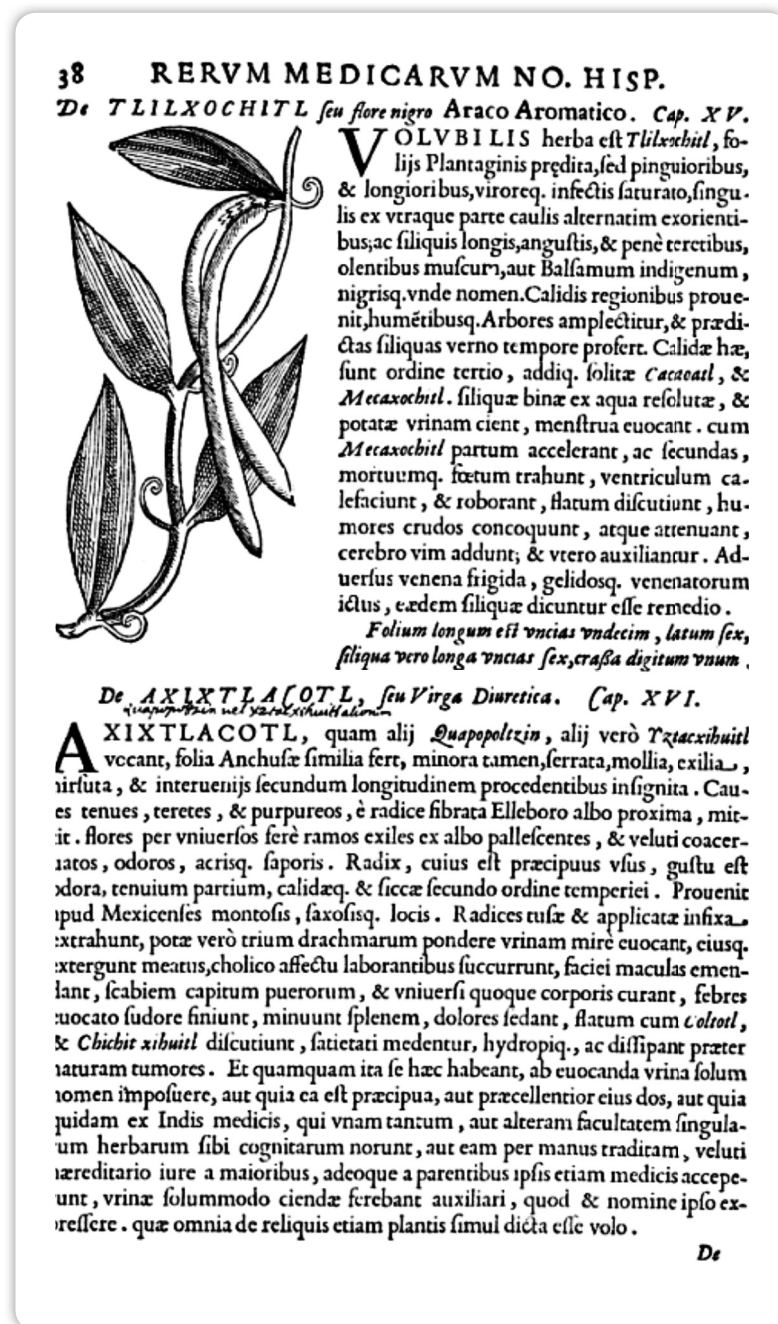 38 RERVM MEDICARVM NO. HISP.
De TLILXOCHITL ſeu flore nigro Araco Aromatico. Cap. XV.
VOLVBILIS herba eſt Tlilxochitl, fo-
lijs Plantaginis prędita,ſed pinguioribus,
& longioribus,viroreq. infectis ſaturato,ſingu-
lis ex vtraque parte caulis alternatim exorienti-
bus;ac ſiliquis longis,anguſtis,& penè teretibus,
olentibus muſcum,aut Balſamum indigenum,
nigrisq.vnde nomen.Calidis regionibus proue-
nit,humētibusq.Arbores amplectitur,& prædi-
ctas ſiliquas verno tempore profert. Calidæ hæ,
ſunt ordine tertio, addiq. ſolitæ Cacaoatl, &
Mecaxochitl. ſiliquæ binæ ex aqua reſolutæ, &
potatæ vrinam cient, menſtrua euocant. cum
Mecaxochitl partum accelerant, ac ſecundas,
mortuumq. fœtum trahunt, ventriculum ca-
lefaciunt, & roborant, flatum diſcutiunt, hu-
mores crudos concoquunt, atque attenuant,
cerebro vim addunt; & vtero auxiliantur. Ad-
uerſus venena frigida, gelidosq. venenatorum
ictus, eædem ſiliquæ dicuntur eſſe remedio.
Folium longum eſt vncias vndecim, latum ſex,
ſiliqua vero longa vncias ſex,craſſa digitum vnum.
De AXIXTLACOTL, ſeu Virga Diuretica. Cap. XVI.
AXIXTLACOTL, quam alij Quapopoltzin, alij verò Yztacxihuitl
vocant, folia Anchuſæ ſimilia fert, minora tamen,ſerrata,mollia, exilia,
hirſuta, & interuenijs ſecundum longitudinem procedentibus inſignita. Cau-
es tenues, teretes, & purpureos, è radice fibrata Elleboro albo proxima, mit-
it. flores per vniuerſos ferè ramos exiles ex albo palleſcentes, & veluti coacer-
uatos, odoros, acrisq. ſaporis. Radix, cuius eſt præcipuus vſus, guſtu eſt
odora, tenuium partium, calidæq. & ſiccæ ſecundo ordine temperiei. Prouenit
apud Mexicenſes montoſis, ſaxoſisq. locis. Radices tuſæ & applicatæ infixa
extrahunt, potæ verò trium drachmarum pondere vrinam mirè euocant, eiusq.
extergunt meatus,cholico affectu laborantibus ſuccurrunt, faciei maculas emen-
dant, ſcabiem capitum puerorum, & vniuerſi quoque corporis curant, febres
euocato ſudore finiunt, minuunt ſplenem, dolores ſedant, flatum cum Coltotl,
& Chichit xihuitl diſcutiunt, ſatietati medentur, hydropiq., ac diſſipant præter
naturam tumores. Et quamquam ita ſe hæc habeant, ab euocanda vrina ſolum
nomen impoſuere, aut quia ea eſt præcipua, aut præcellentior eius dos, aut quia
quidam ex Indis medicis, qui vnam tantum, aut alteram facultatem ſingula-
rum herbarum ſibi cognitarum norunt, aut eam per manus traditam, veluti
hæreditario iure a maioribus, adeoque a parentibus ipſis etiam medicis accepe-
runt, vrinæ ſolummodo ciendæ ferebant auxiliari, quod & nomine ipſo ex-
preſſere. quæ omnia de reliquis etiam plantis ſimul dicta eſſe volo.
De